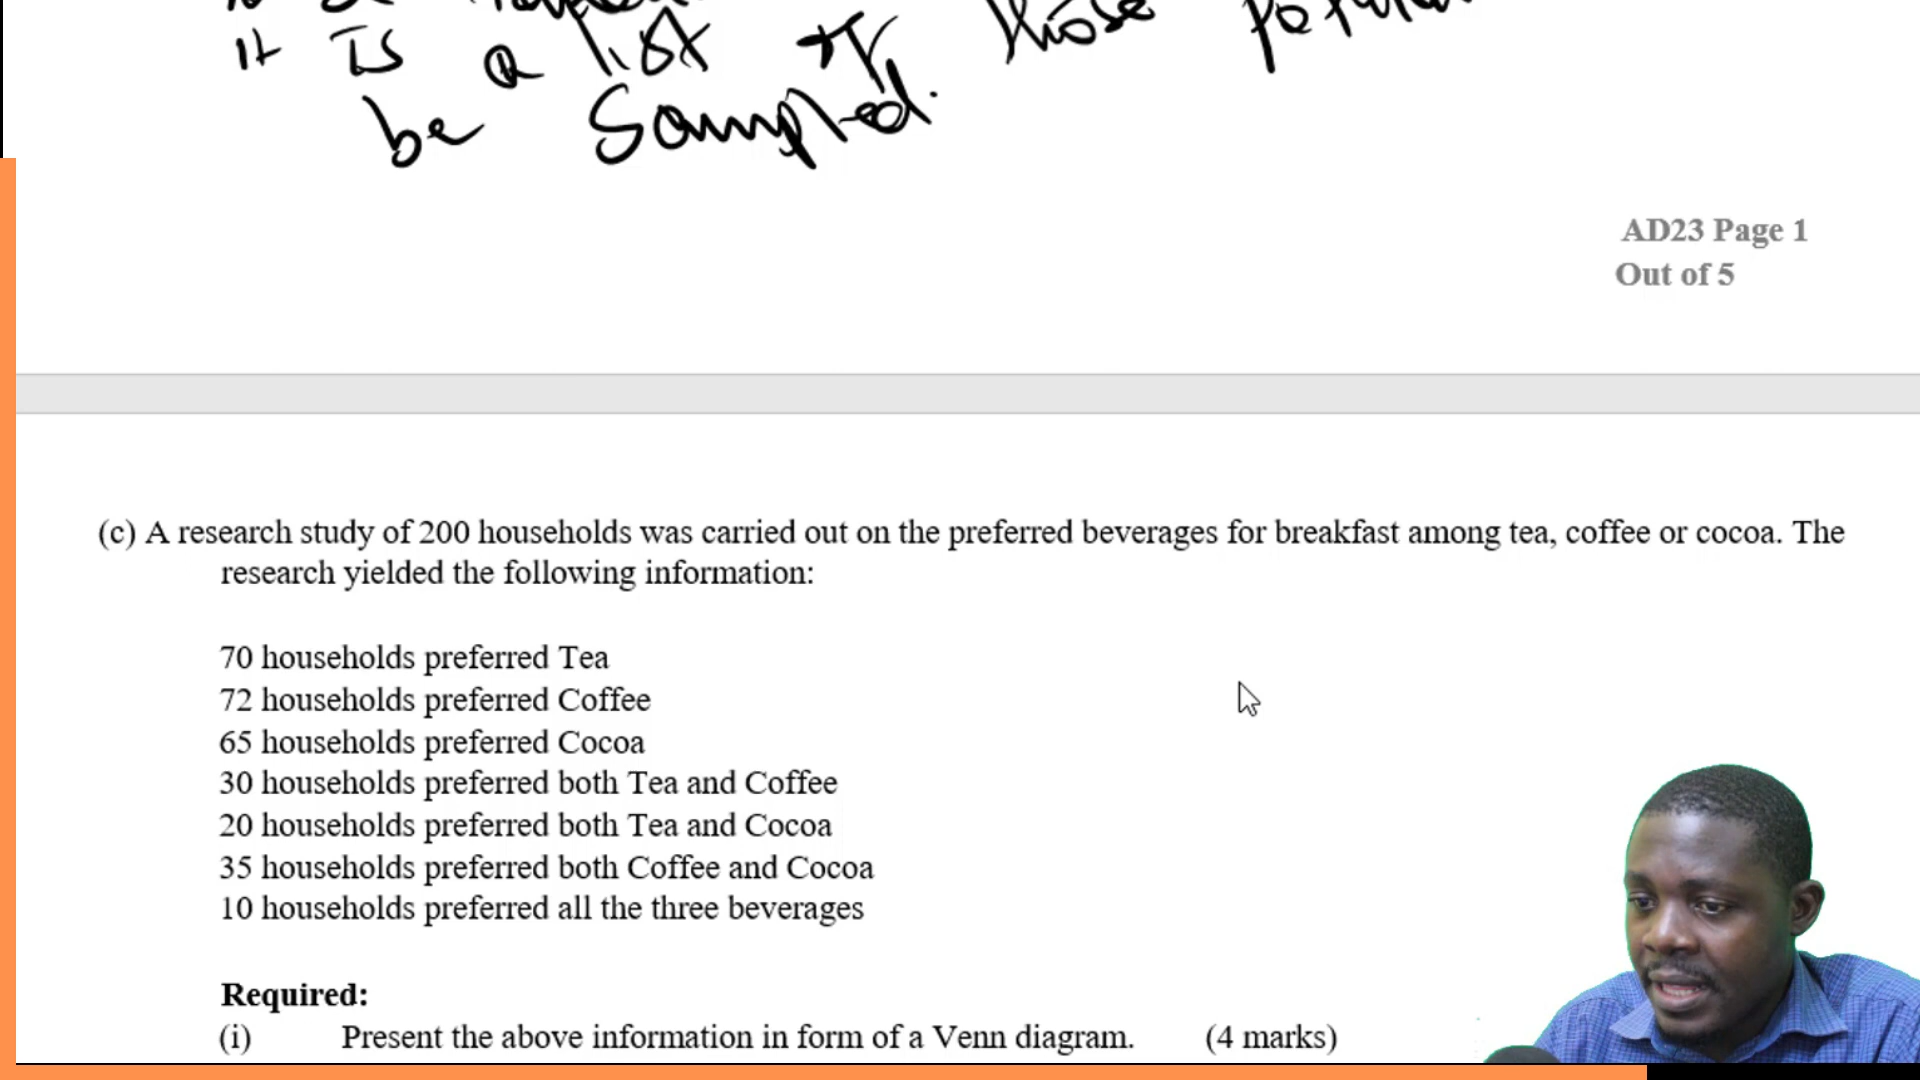 it is a list of those
be Sampled.
AD23 Page 1
Out of 5
(c) A research study of 200 households was carried out on the preferred beverages for breakfast among tea, coffee or cocoa. The
research yielded the following information:
70 households preferred Tea
72 households preferred Coffee
65 households preferred Cocoa
30 households preferred both Tea and Coffee
20 households preferred both Tea and Cocoa
35 households preferred both Coffee and Cocoa
10 households preferred all the three beverages
Required:
(i) Present the above information in form of a Venn diagram. (4 marks)